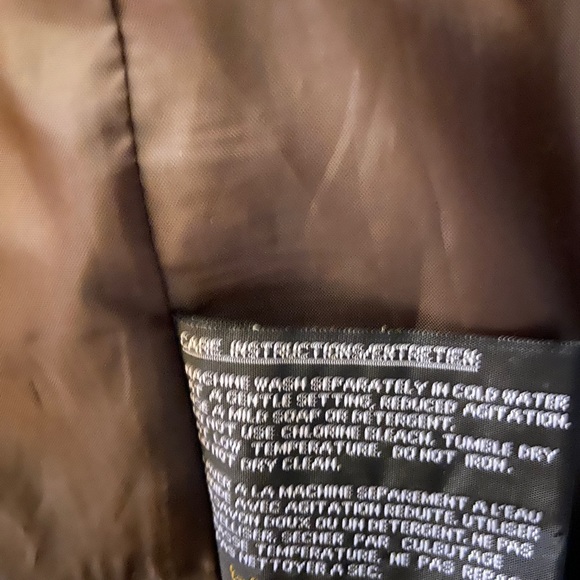 CARE INSTRUCTIONS/ENTRETIEN:
MACHINE WASH SEPARATELY IN COLD WATER
A GENTLE SETTING, REDUCED AGITATION.
A MILD SOAP OR DETERGENT.
NOT USE CHLORINE BLEACH. TUMBLE DRY
LOW TEMPERATURE. DO NOT IRON.
DRY CLEAN.
A LA MACHINE SEPAREMENT A L'EAU
AVEC AGITATION REDUITE. UTILISER
DOUX OU UN DETERGENT. NE PAS
SECHER PAR CULBUTAGE
TEMPERATURE. NE PAS
NETTOYER A SEC.